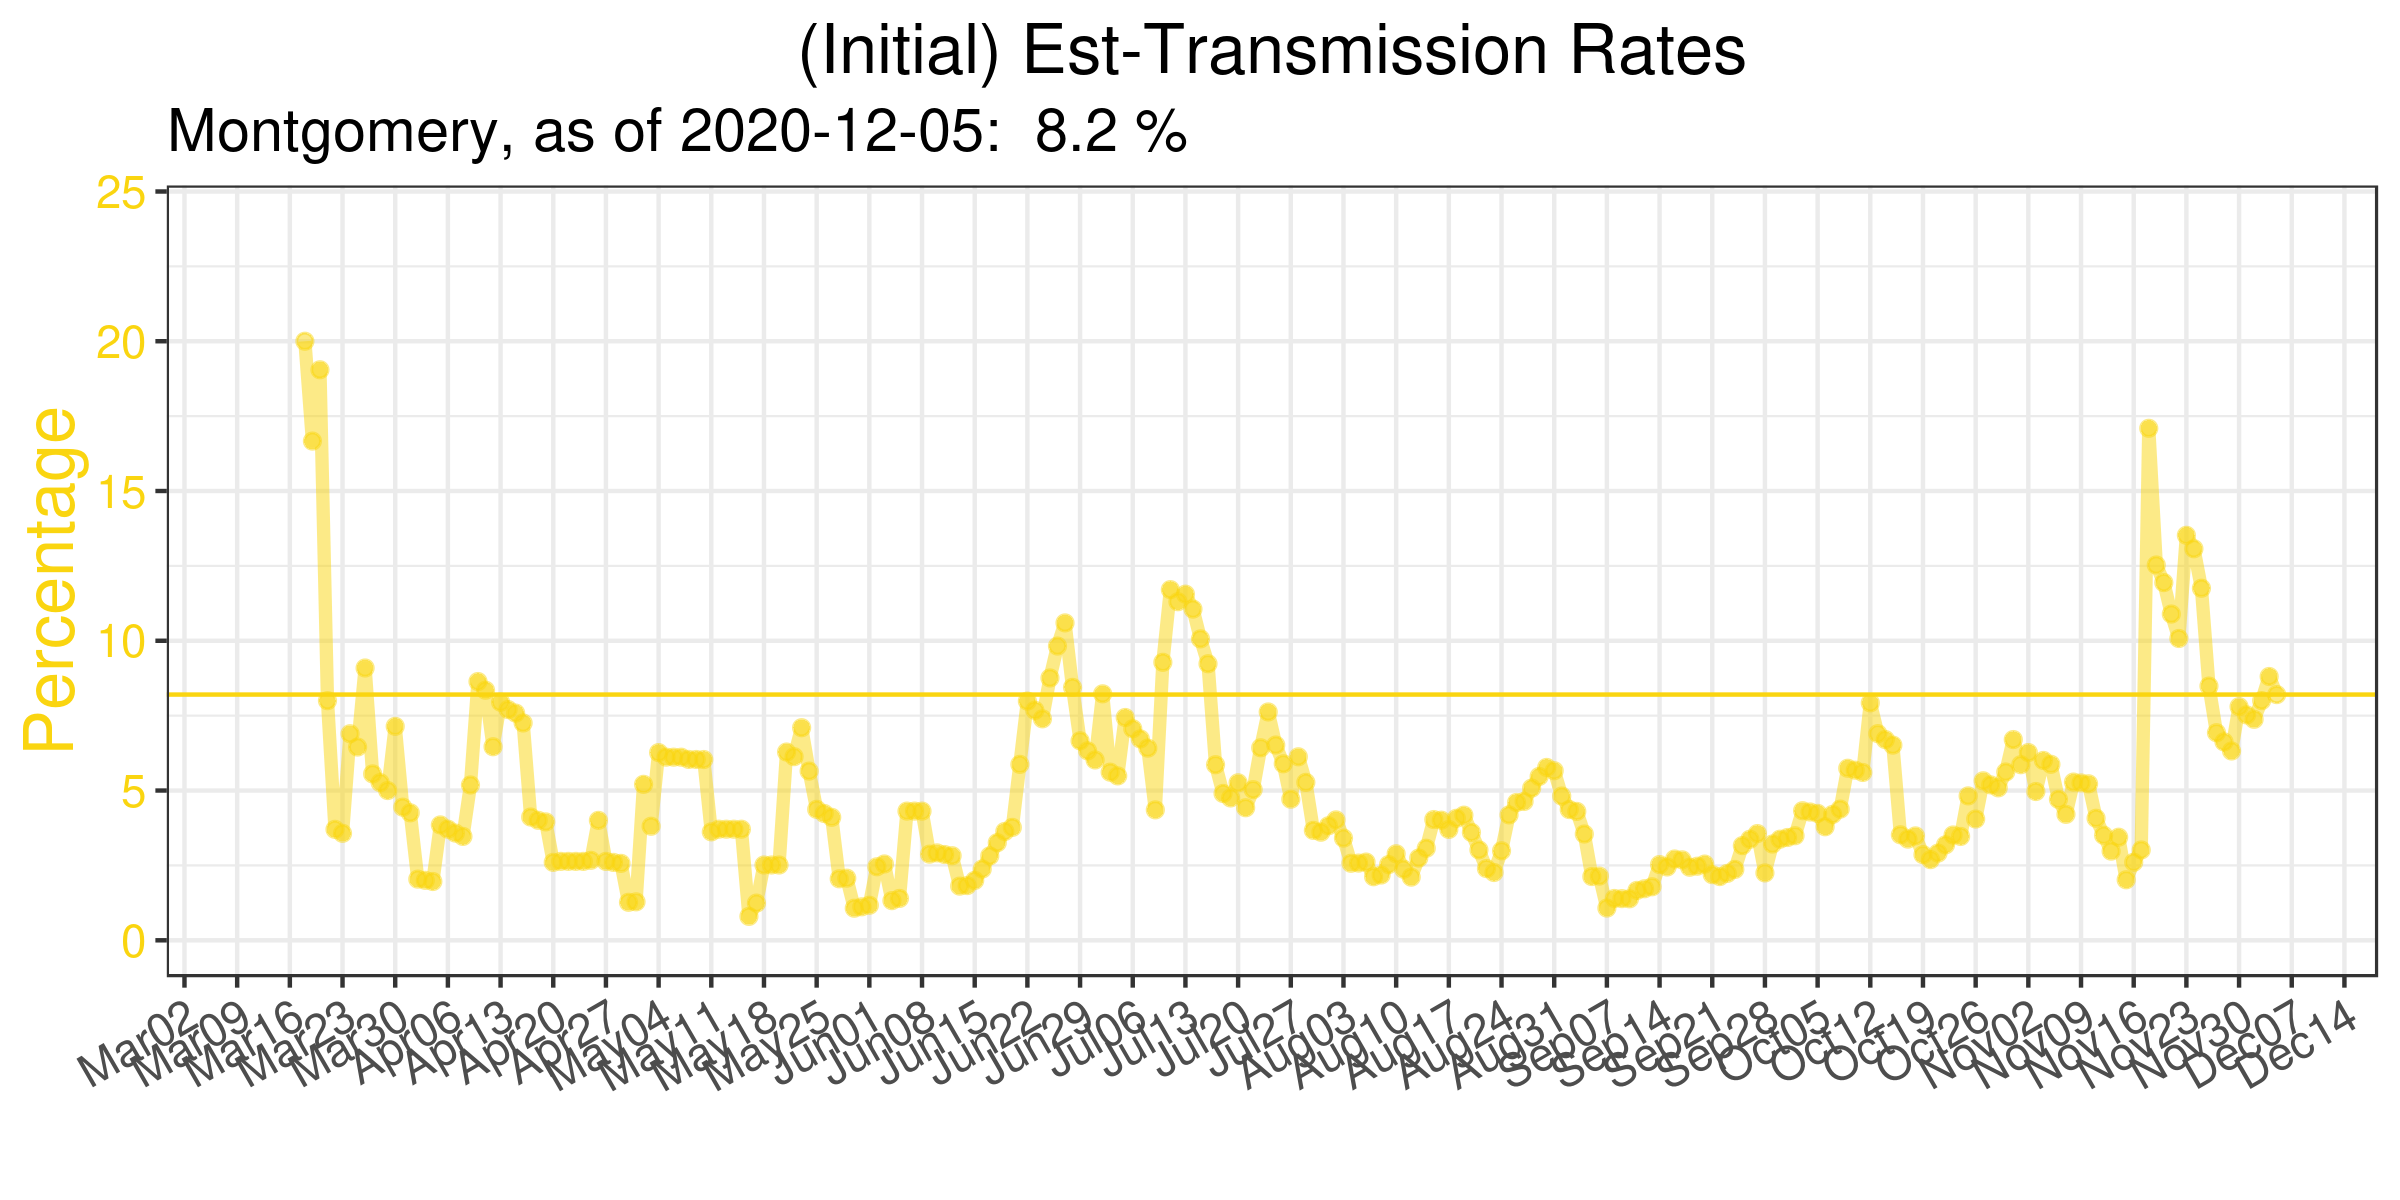 (Initial) Est-Transmission Rates
Montgomery, as of 2020-12-05:  8.2 %
Percentage
25
20
15
10
5
0
Mar02
Mar09
Mar16
Mar23
Mar30
Apr06
Apr13
Apr20
Apr27
May04
May11
May18
May25
Jun01
Jun08
Jun15
Jun22
Jun29
Jul06
Jul13
Jul20
Jul27
Aug03
Aug10
Aug17
Aug24
Aug31
Sep07
Sep14
Sep21
Sep28
Oct05
Oct12
Oct19
Oct26
Nov02
Nov09
Nov16
Nov23
Nov30
Dec07
Dec14